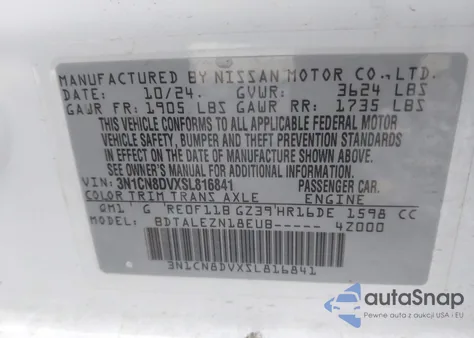 MANUFACTURED BY NISSAN MOTOR CO.,LTD.
DATE: 10/24. GVWR: 3624 LBS
GAWR FR: 1905 LBS GAWR RR: 1735 LBS
THIS VEHICLE CONFORMS TO ALL APPLICABLE FEDERAL MOTOR
VEHICLE SAFETY, BUMPER AND THEFT PREVENTION STANDARDS
IN EFFECT ON THE DATE OF MANUFACTURE SHOWN ABOVE.
SEE OWNER'S MANUAL FOR ADDITIONAL INFORMATION.
VIN: 3N1CN8DVXSL816841 PASSENGER CAR.
COLOR TRIM TRANS AXLE ENGINE
QM1 G RE0F11B GZ39 HR16DE 1598 CC
MODEL: BDTALEZN18EUB----- 4Z000
3N1CN8DVXSL816841
autaSnap
Auta używane z USA i EU